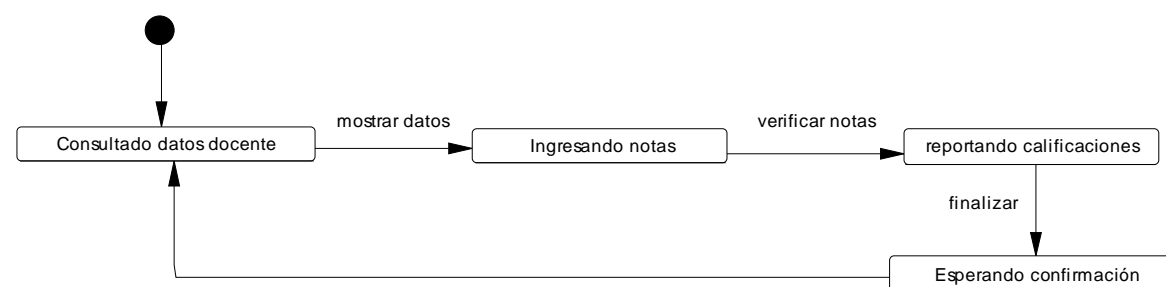 mostrar datos
verificar notas
Consultado datos docente
Ingresando notas
reportando calificaciones
finalizar
Esperando confirmación